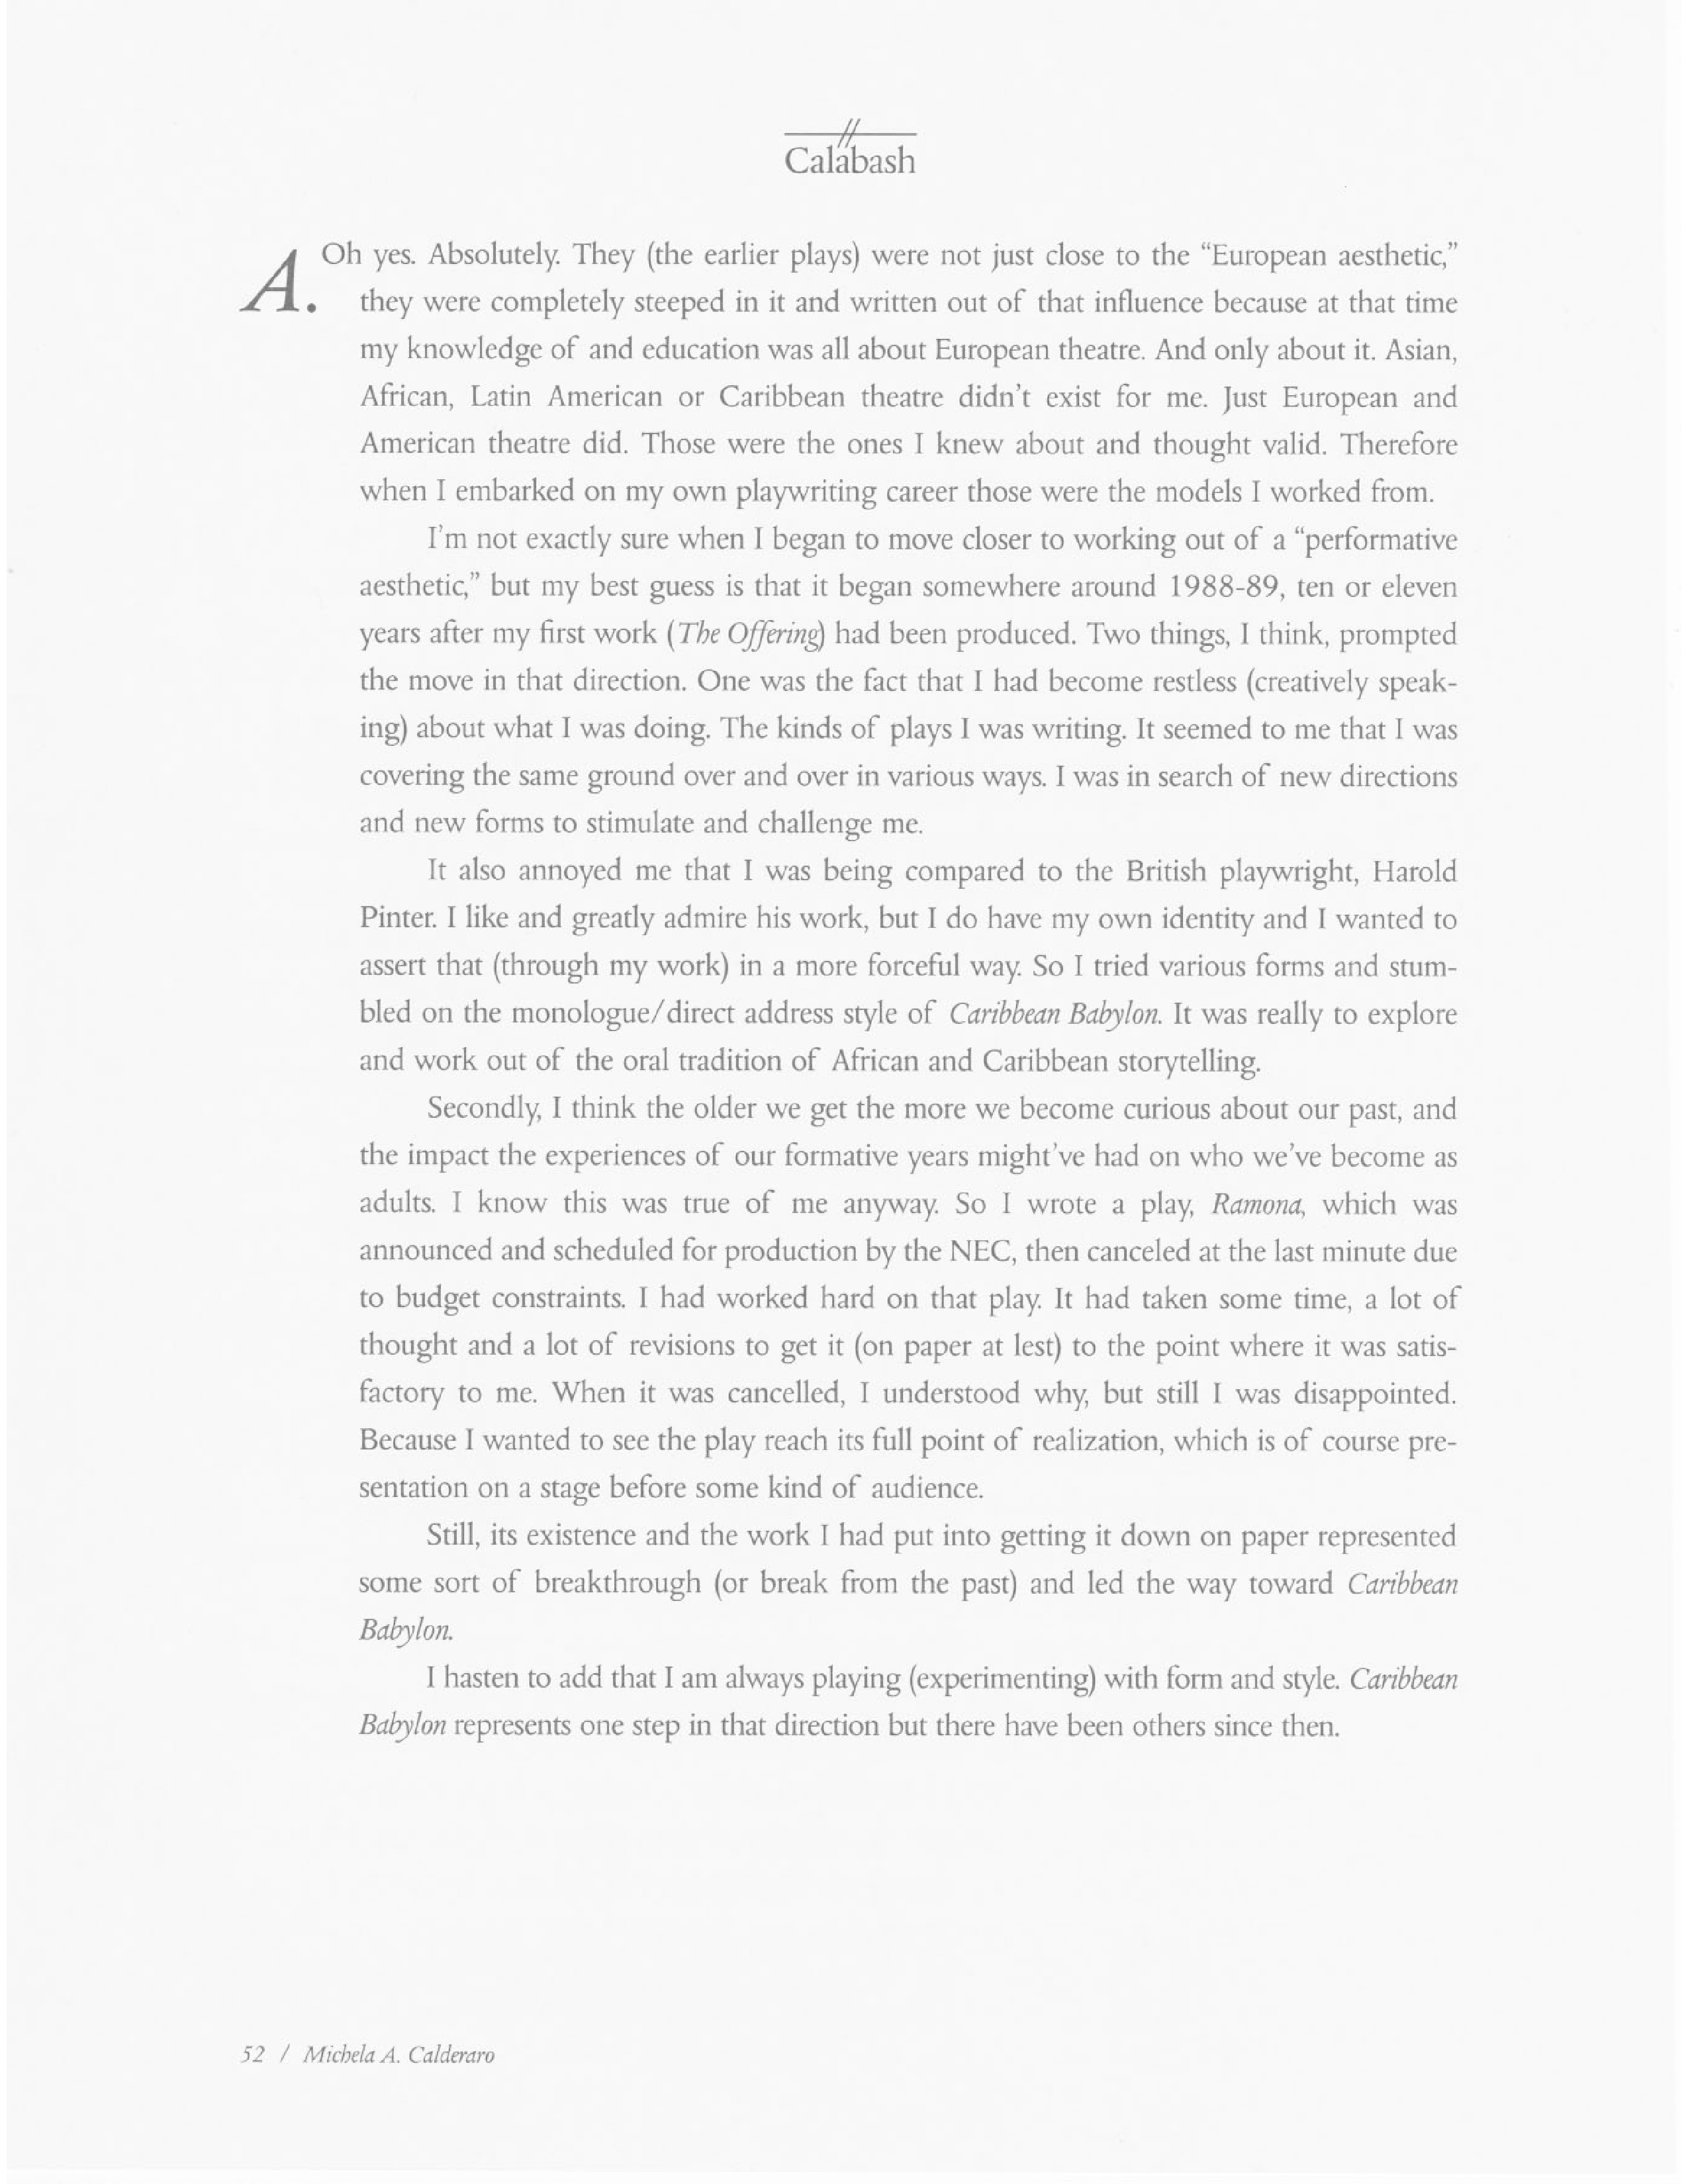 Calabash
A. Oh yes. Absolutely. They (the earlier plays) were not just close to the “European aesthetic,”
they were completely steeped in it and written out of that influence because at that time
my knowledge of and education was all about European theatre. And only about it. Asian,
African, Latin American or Caribbean theatre didn’t exist for me. Just European and
American theatre did. Those were the ones I knew about and thought valid. Therefore
when I embarked on my own playwriting career those were the models I worked from.
I’m not exactly sure when I began to move closer to working out of a “performative
aesthetic,” but my best guess is that it began somewhere around 1988-89, ten or eleven
years after my first work (The Offering) had been produced. Two things, I think, prompted
the move in that direction. One was the fact that I had become restless (creatively speak-
ing) about what I was doing. The kinds of plays I was writing. It seemed to me that I was
covering the same ground over and over in various ways. I was in search of new directions
and new forms to stimulate and challenge me.
It also annoyed me that I was being compared to the British playwright, Harold
Pinter. I like and greatly admire his work, but I do have my own identity and I wanted to
assert that (through my work) in a more forceful way. So I tried various forms and stum-
bled on the monologue/direct address style of Caribbean Babylon. It was really to explore
and work out of the oral tradition of African and Caribbean storytelling.
Secondly, I think the older we get the more we become curious about our past, and
the impact the experiences of our formative years might’ve had on who we’ve become as
adults. I know this was true of me anyway. So I wrote a play, Ramona, which was
announced and scheduled for production by the NEC, then canceled at the last minute due
to budget constraints. I had worked hard on that play. It had taken some time, a lot of
thought and a lot of revisions to get it (on paper at lest) to the point where it was satis-
factory to me. When it was cancelled, I understood why, but still I was disappointed.
Because I wanted to see the play reach its full point of realization, which is of course pre-
sentation on a stage before some kind of audience.
Still, its existence and the work I had put into getting it down on paper represented
some sort of breakthrough (or break from the past) and led the way toward Caribbean
Babylon.
I hasten to add that I am always playing (experimenting) with form and style. Caribbean
Babylon represents one step in that direction but there have been others since then.
52 / Michela A. Calderaro